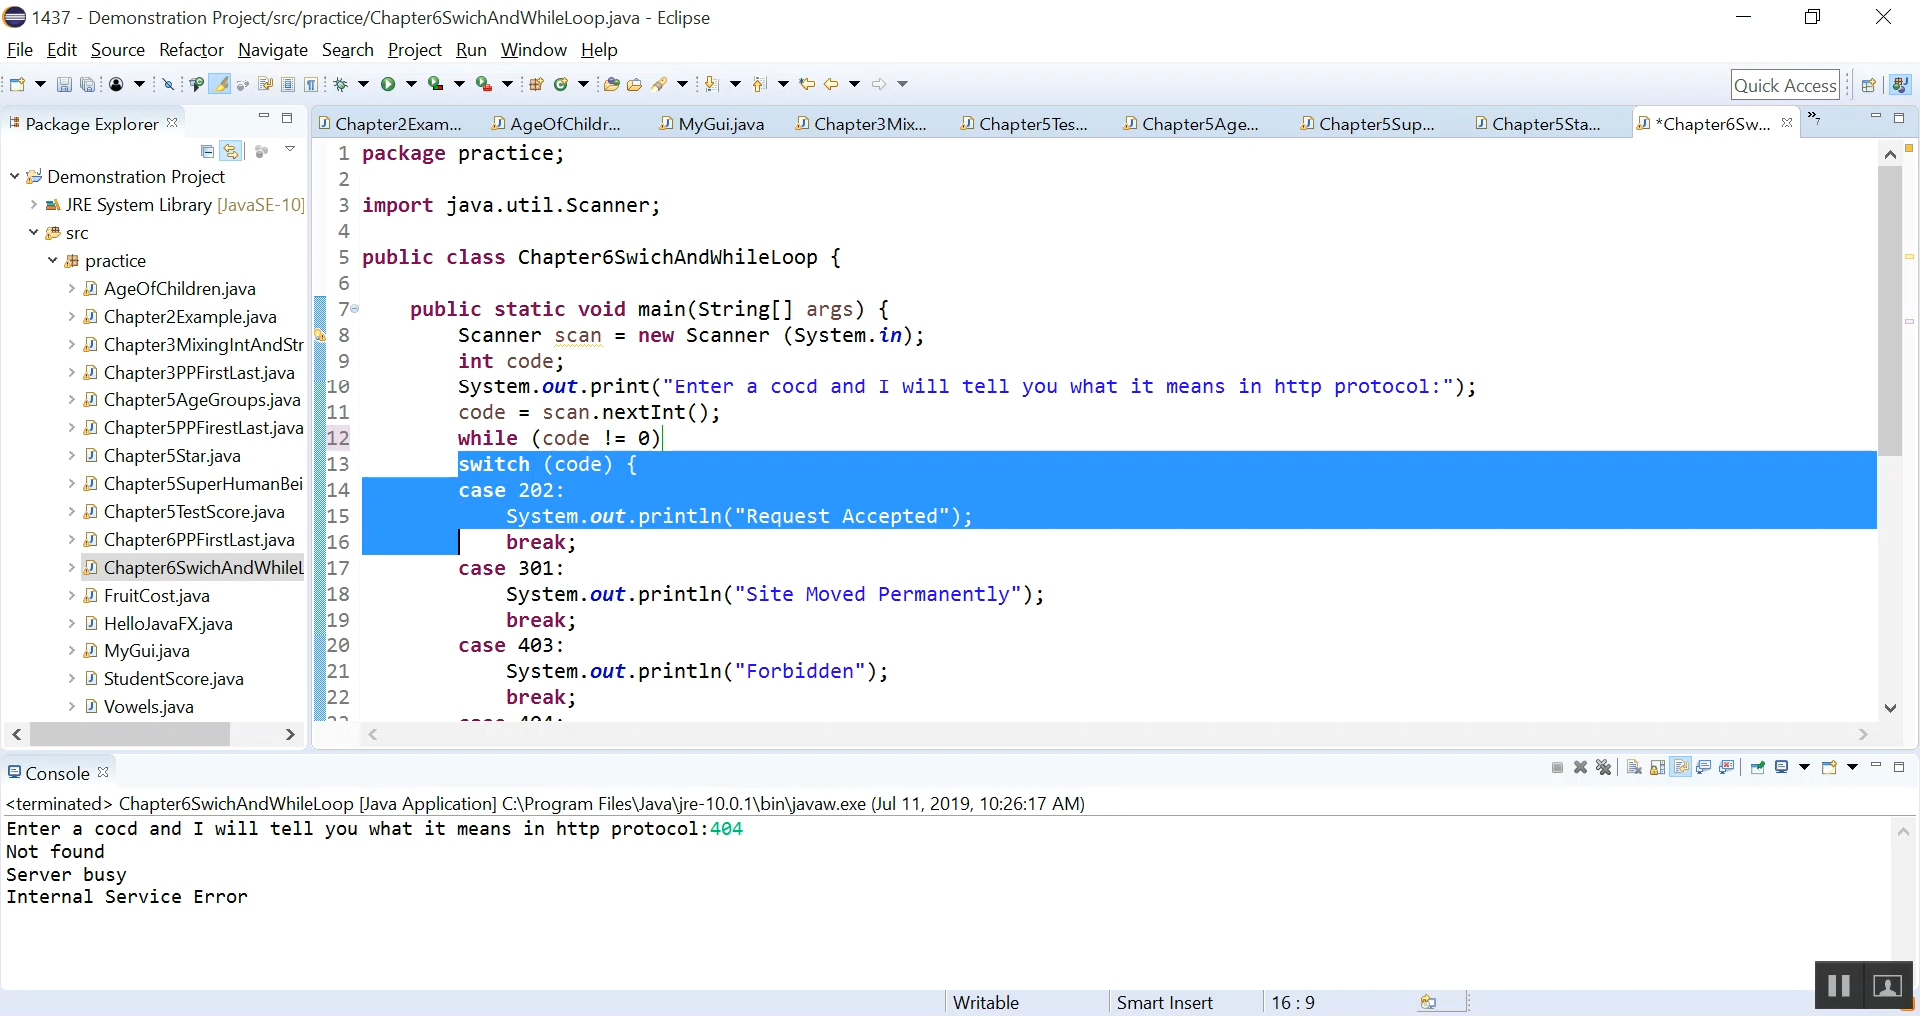 1437 - Demonstration Project/src/practice/Chapter6SwichAndWhileLoop.java - Eclipse
File Edit Source Refactor Navigate Search Project Run Window Help
Quick Access
Package Explorer
Chapter2Exam... AgeOfChildr... MyGui.java Chapter3Mix... Chapter5Tes... Chapter5Age... Chapter5Sup... Chapter5Sta... *Chapter6Sw... »7
Demonstration Project
JRE System Library [JavaSE-10]
src
practice
AgeOfChildren.java
Chapter2Example.java
Chapter3MixingIntAndStr
Chapter3PPFirstLast.java
Chapter5AgeGroups.java
Chapter5PPFirestLast.java
Chapter5Star.java
Chapter5SuperHumanBei
Chapter5TestScore.java
Chapter6PPFirstLast.java
Chapter6SwichAndWhileL
FruitCost.java
HelloJavaFX.java
MyGui.java
StudentScore.java
Vowels.java
1 package practice;
2
3 import java.util.Scanner;
4
5 public class Chapter6SwichAndWhileLoop {
6
7 public static void main(String[] args) {
8 Scanner scan = new Scanner (System.in);
9 int code;
10 System.out.print("Enter a cocd and I will tell you what it means in http protocol:");
11 code = scan.nextInt();
12 while (code != 0)
13 switch (code) {
14 case 202:
15 System.out.println("Request Accepted");
16 break;
17 case 301:
18 System.out.println("Site Moved Permanently");
19 break;
20 case 403:
21 System.out.println("Forbidden");
22 break;
23 case 404:
Console
<terminated> Chapter6SwichAndWhileLoop [Java Application] C:\Program Files\Java\jre-10.0.1\bin\javaw.exe (Jul 11, 2019, 10:26:17 AM)
Enter a cocd and I will tell you what it means in http protocol:404
Not found
Server busy
Internal Service Error
Writable Smart Insert 16 : 9